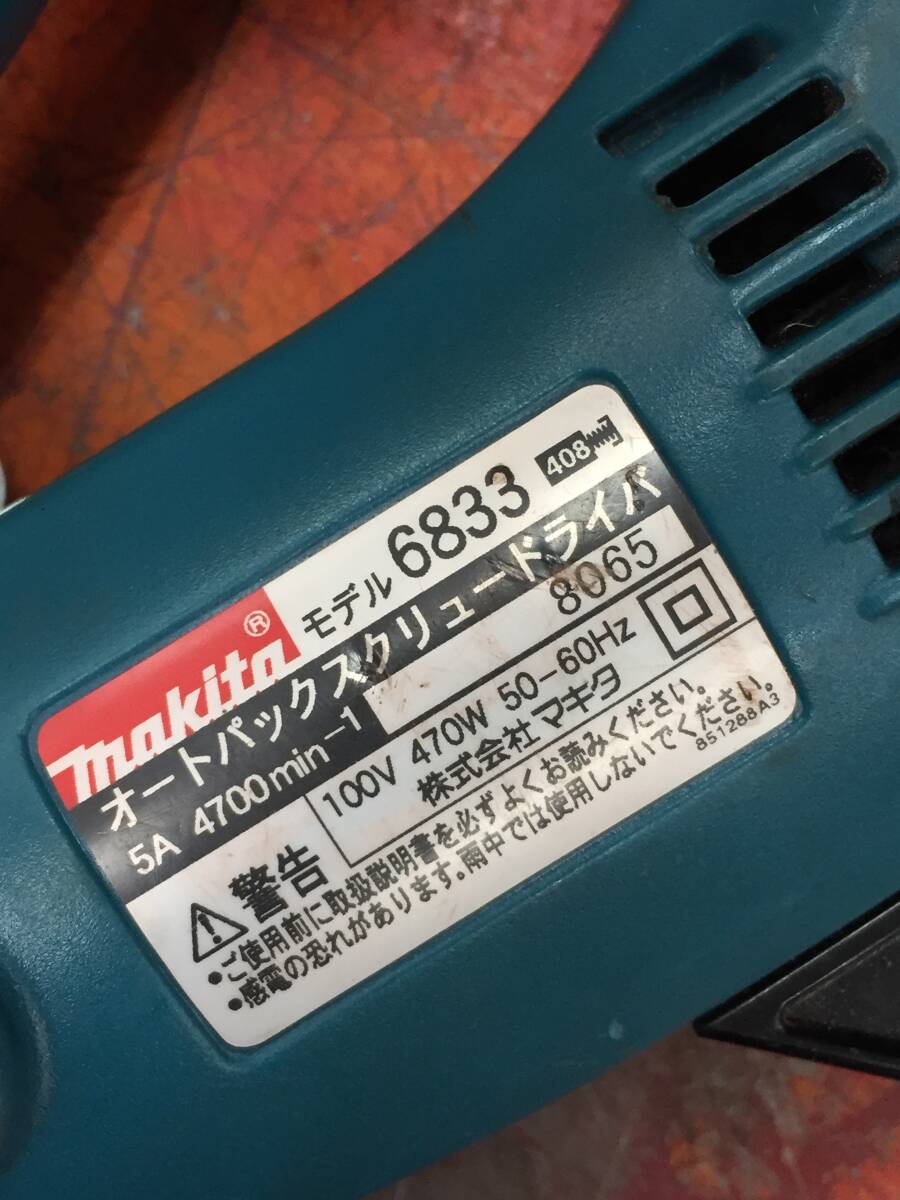 makita®
モデル 6833
408
オートパックスクリュードライバ
5A 4700min-1
8065
100V 470W 50-60Hz
株式会社マキタ
警告
•ご使用前に取扱説明書を必ずよくお読みください。
•感電の恐れがあります。雨中では使用しないでください。
851288A3